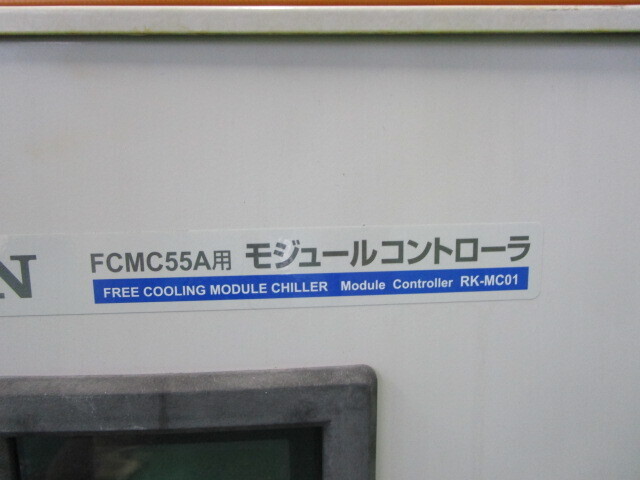 N
FCMC55A用 モジュールコントローラ
FREE COOLING MODULE CHILLER Module Controller RK-MC01